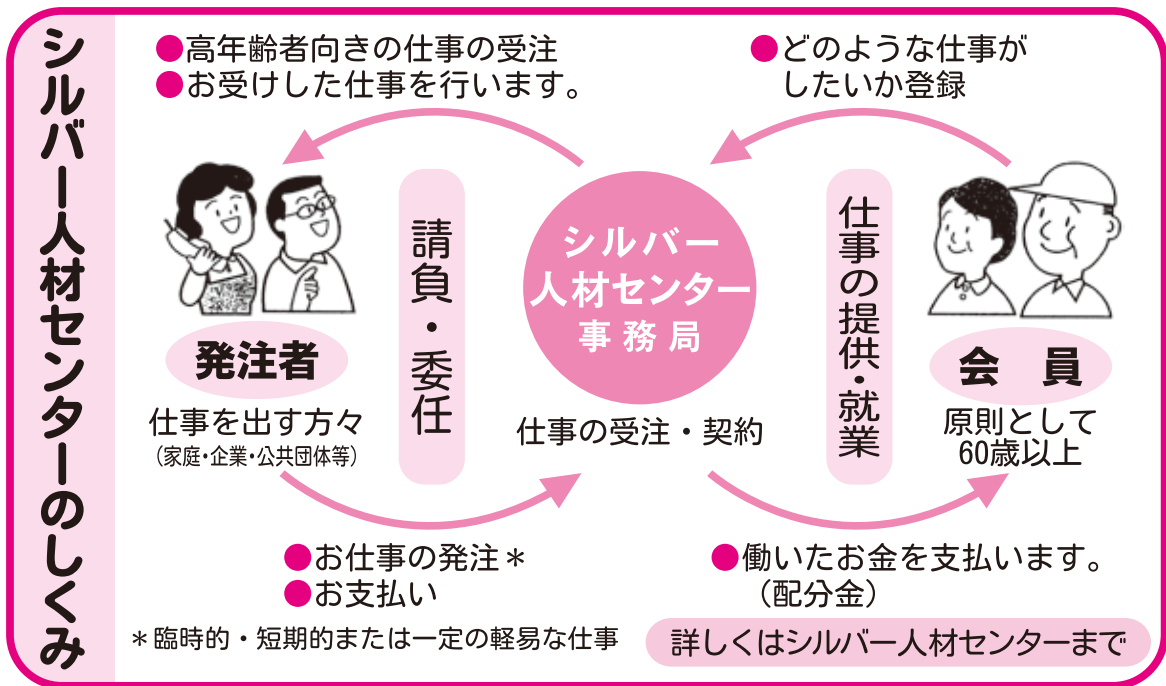 シルバー人材センターのしくみ
●高年齢者向きの仕事の受注
●お受けした仕事を行います。
●どのような仕事が
したいか登録
発注者
仕事を出す方々
（家庭・企業・公共団体等）
請負・委任
シルバー
人材センター
事務局
仕事の受注・契約
仕事の提供・就業
会　員
原則として
60歳以上
●お仕事の発注＊
●お支払い
●働いたお金を支払います。
（配分金）
＊臨時的・短期的または一定の軽易な仕事
詳しくはシルバー人材センターまで